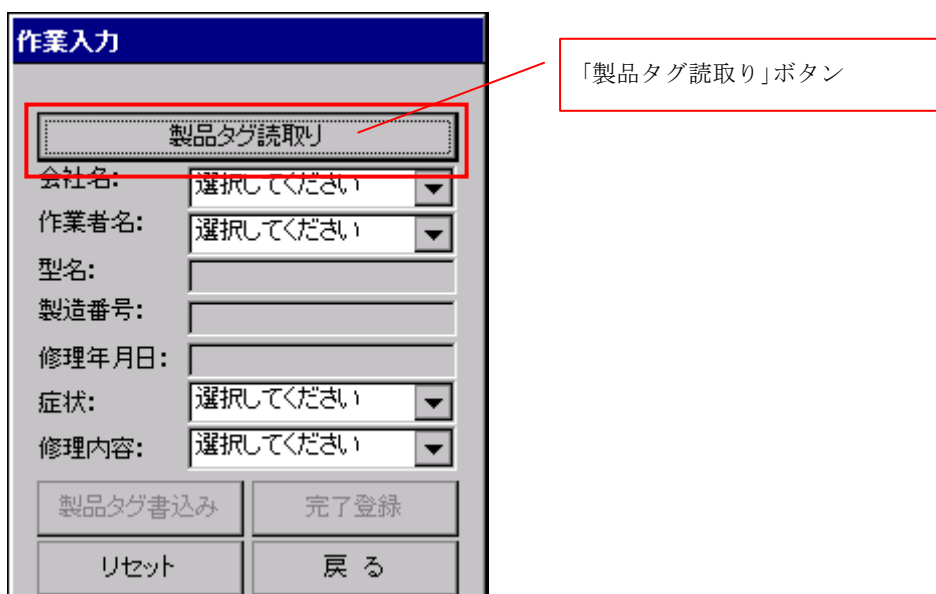 作業入力
「製品タグ読取り」ボタン
製品タグ読取り
会社名: 選択してください
作業者名: 選択してください
型名:
製造番号:
修理年月日:
症状: 選択してください
修理内容: 選択してください
製品タグ書込み 完了登録
リセット 戻 る